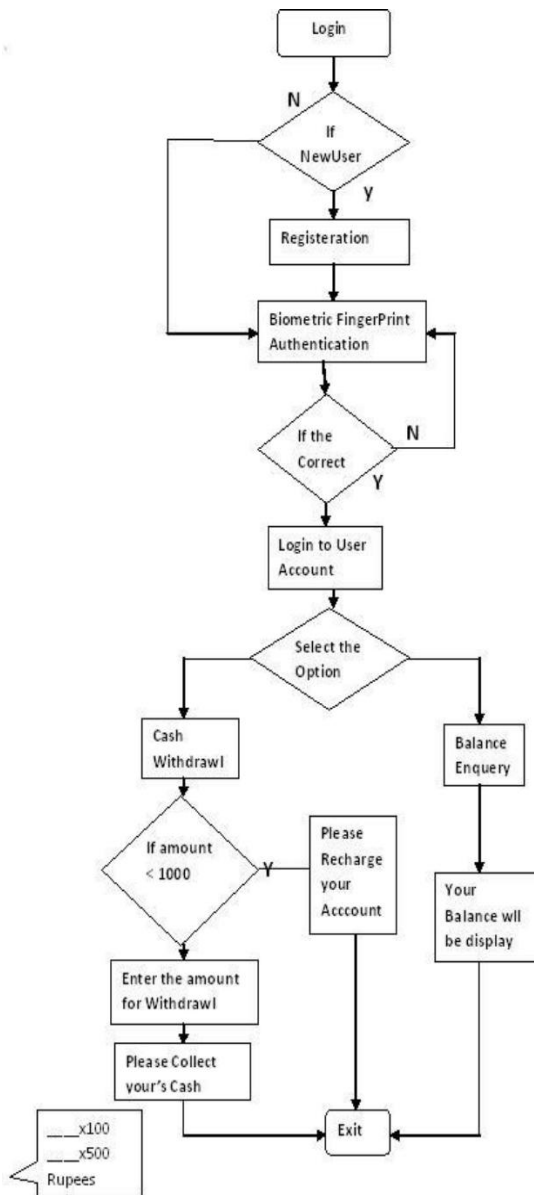 Login
N
If
NewUser
y
Registeration
Biometric FingerPrint
Authentication
If the
Correct
N
Y
Login to User
Account
Select the
Option
Cash
Withdrawl
Balance
Enquery
If amount
< 1000
Y
Please
Recharge
your
Acccount
Your
Balance wll
be display
Enter the amount
for Withdrawl
Please Collect
your's Cash
____x100
____x500
Rupees
Exit